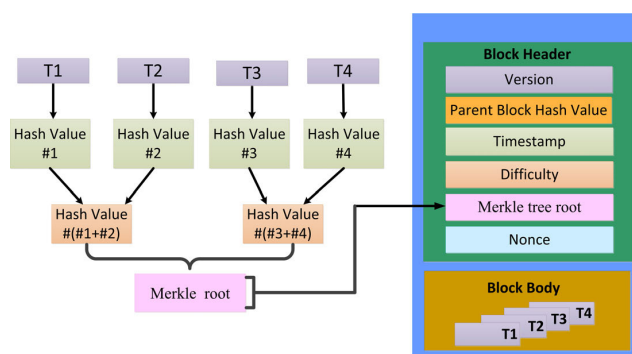 T1
T2
T3
T4
Hash Value
#1
Hash Value
#2
Hash Value
#3
Hash Value
#4
Hash Value
#(#1+#2)
Hash Value
#(#3+#4)
Merkle root
Block Header
Version
Parent Block Hash Value
Timestamp
Difficulty
Merkle tree root
Nonce
Block Body
T1
T2
T3
T4